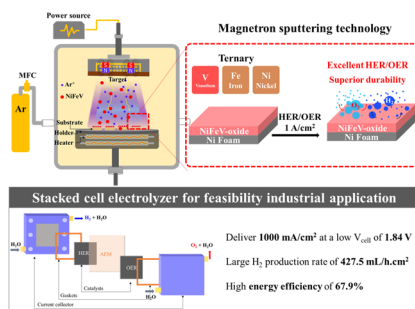 Power source
Magnetron sputtering technology
Target
MFC
Ar⁺
NiFeV
Ar
Substrate
Holder
Heater
Ternary
V
Vanadium
Fe
Iron
Ni
Nickel
Excellent HER/OER
Superior durability
O₂
H₂
NiFeV-oxide
Ni Foam
HER/OER
1 A/cm²
NiFeV-oxide
Ni Foam
Stacked cell electrolyzer for feasibility industrial application
H₂ + H₂O
O₂ + H₂O
H₂O
HER
AEM
OER
H₂O
Catalysts
Gaskets
Current collector
Deliver 1000 mA/cm² at a low Vcell of 1.84 V
Large H₂ production rate of 427.5 mL/h.cm²
High energy efficiency of 67.9%